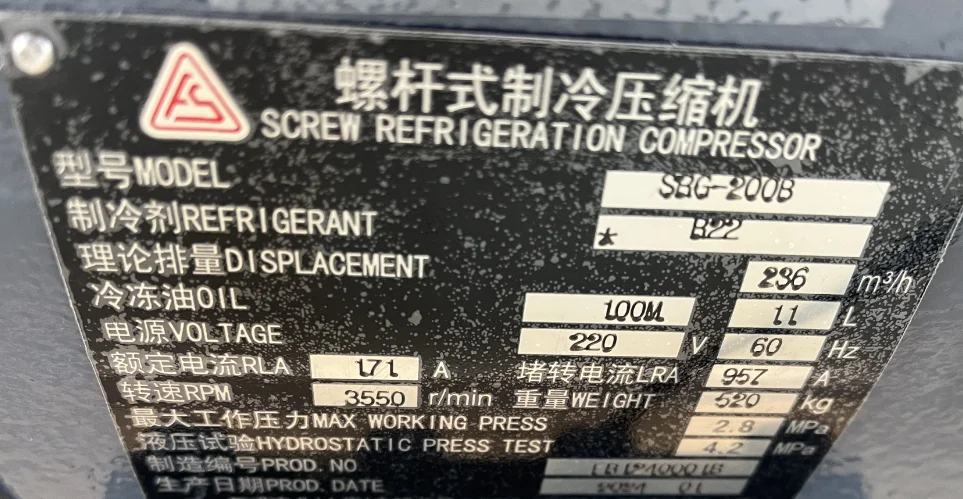 螺杆式制冷压缩机
SCREW REFRIGERATION COMPRESSOR
型号MODEL SBG-200B
制冷剂REFRIGERANT * R22
理论排量DISPLACEMENT 236 m³/h
冷冻油OIL 100M 11 L
电源VOLTAGE 220 V 60 Hz
额定电流RLA 171 A 堵转电流LRA 957 A
转速RPM 3550 r/min 重量WEIGHT 520 kg
最大工作压力MAX WORKING PRESS 2.8 MPa
液压试验HYDROSTATIC PRESS TEST 4.2 MPa
制造编号PROD.NO
生产日期PROD.DATE